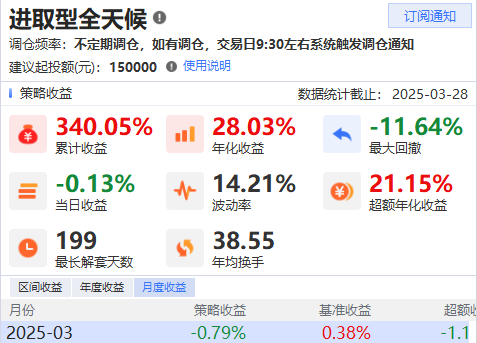 进取型全天候
订阅通知
调仓频率：不定期调仓，如有调仓，交易日9:30左右系统触发调仓通知
建议起投额(元)：150000 使用说明
策略收益 数据统计截止： 2025-03-28
340.05% 28.03% -11.64%
累计收益 年化收益 最大回撤
-0.13% 14.21% 21.15%
当日收益 波动率 超额年化收益
199 38.55
最长解套天数 年均换手
区间收益 年度收益 月度收益
月份 策略收益 基准收益 超额收
2025-03 -0.79% 0.38% -1.1